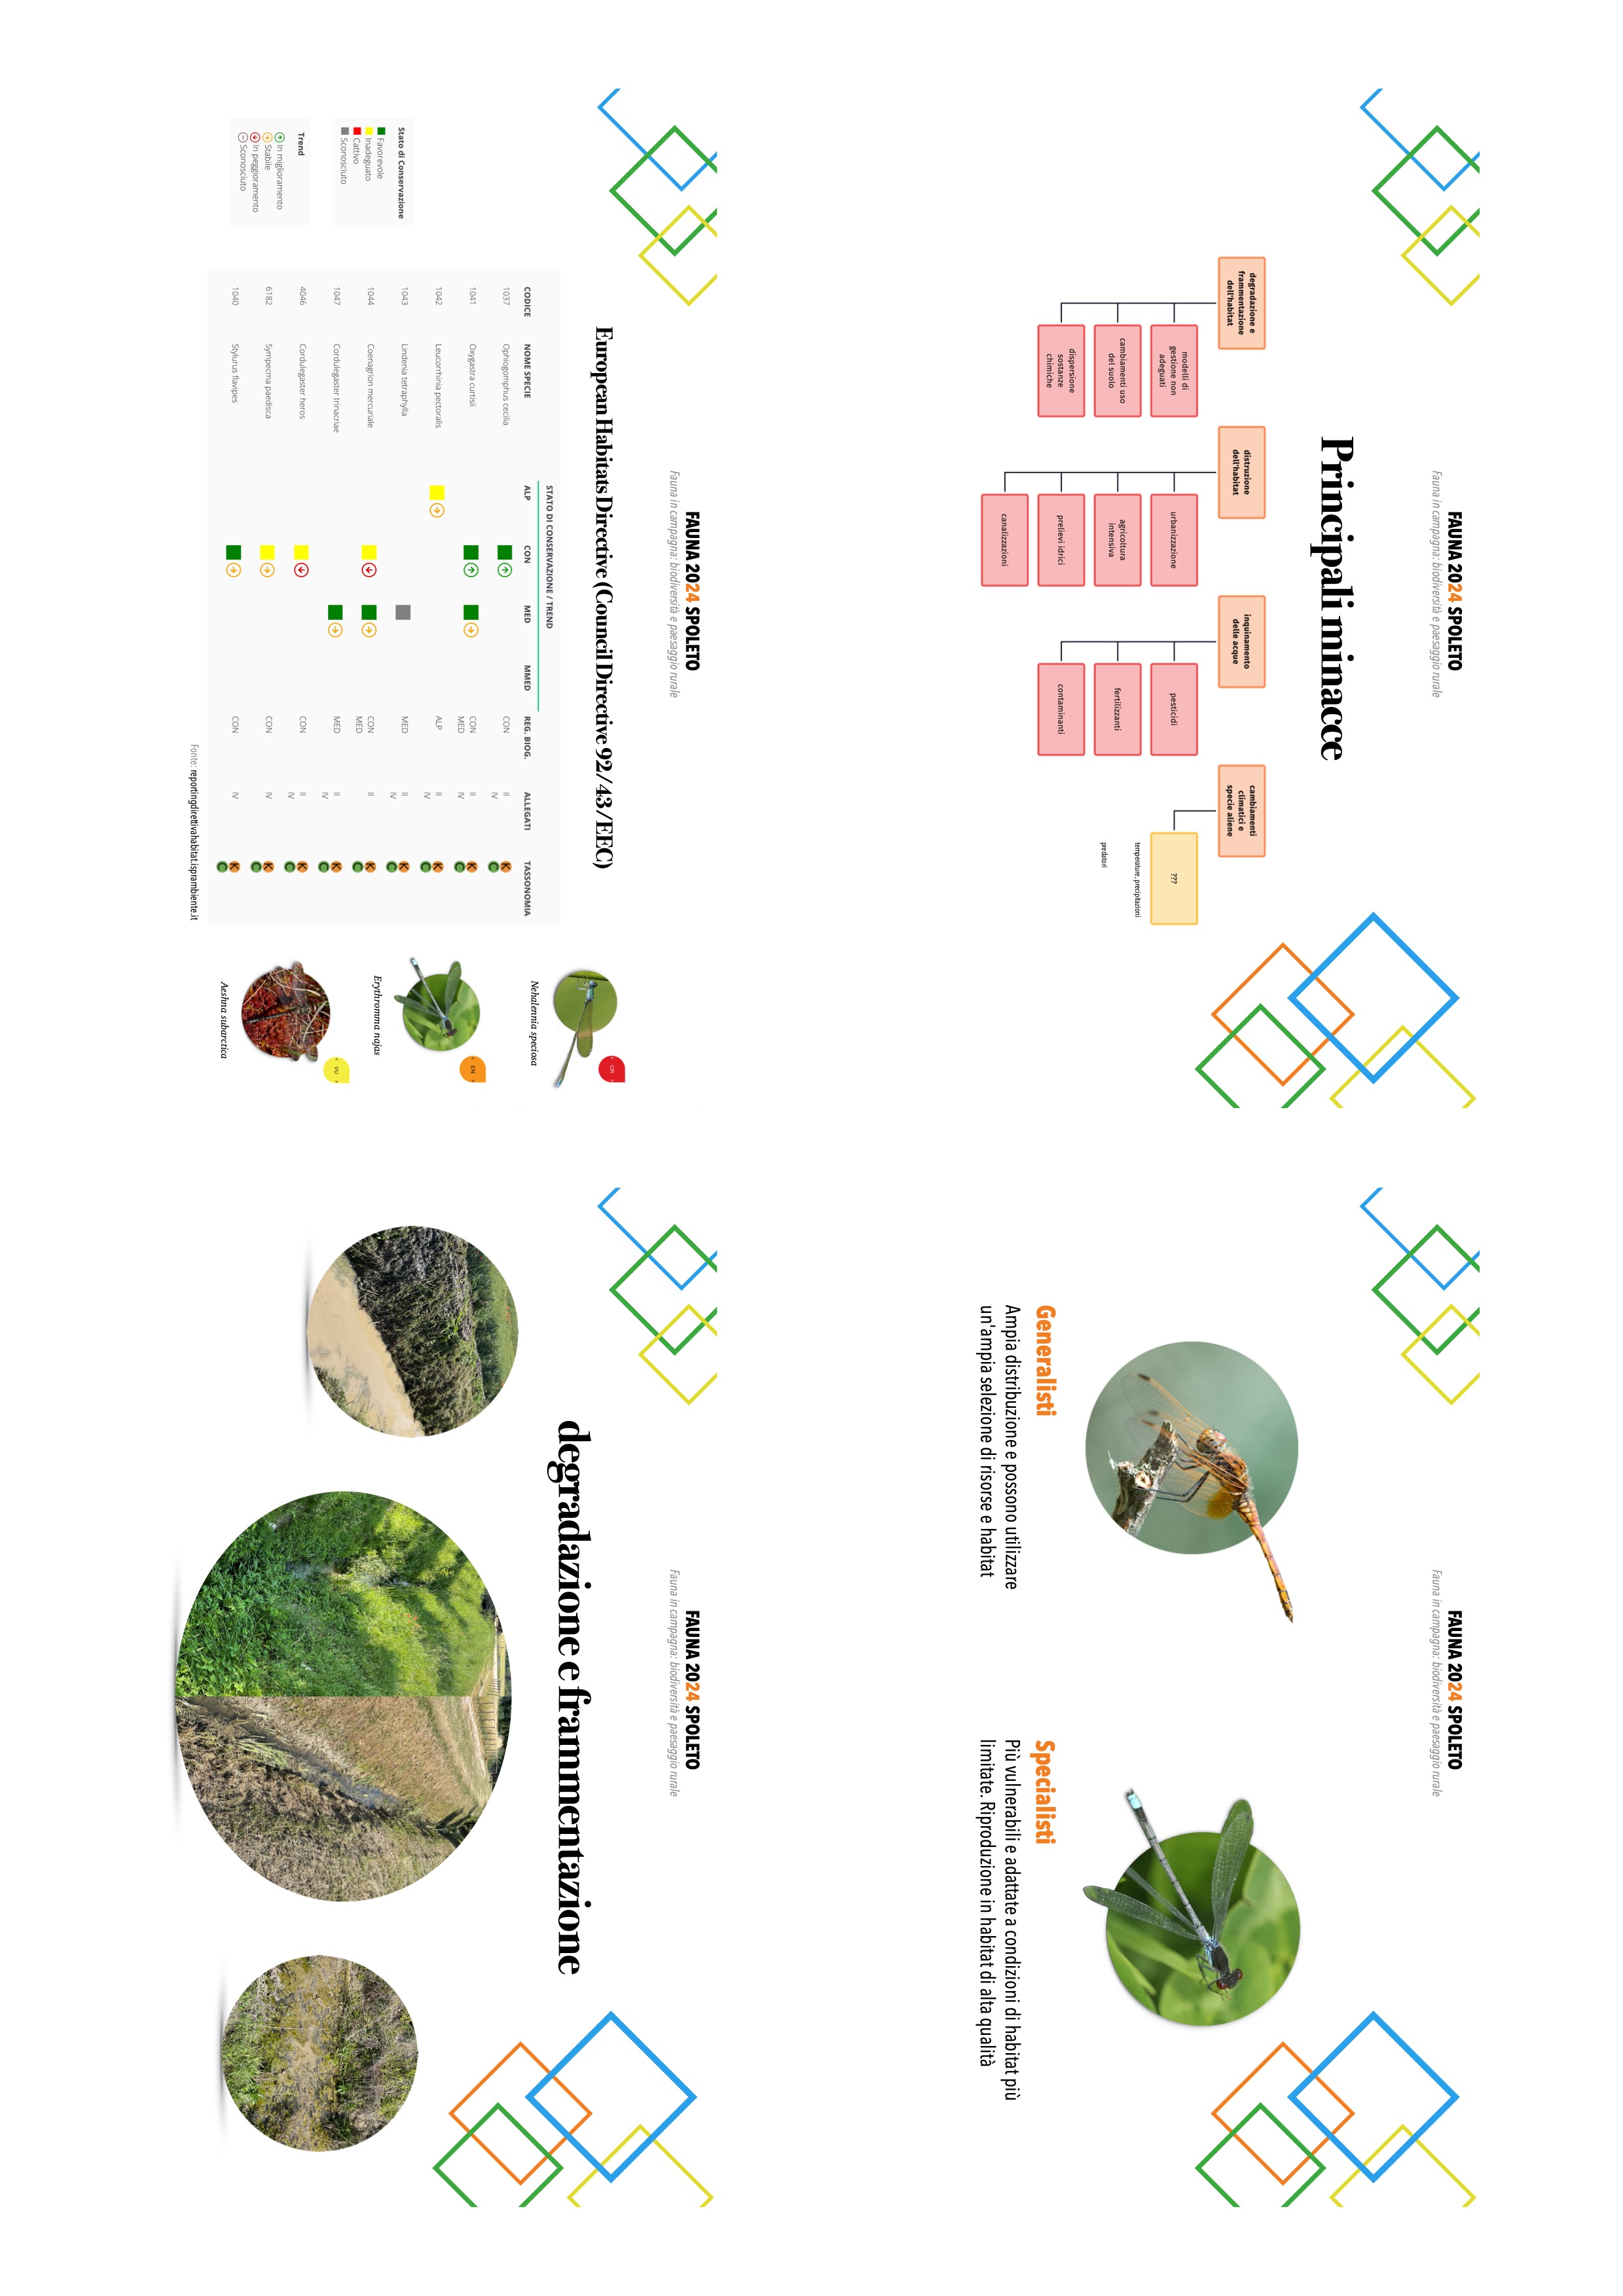 FAUNA 2024 SPOLETO
Fauna in campagna: biodiversità e paesaggio rurale
Principali minacce
degradazione e
frammentazione
dell'habitat
modelli di
gestione non
adeguati
cambiamenti uso
del suolo
dispersione
sostanze
chimiche
distruzione
dell'habitat
urbanizzazione
agricoltura
intensiva
prelievi idrici
canalizzazioni
inquinamento
delle acque
pesticidi
fertilizzanti
contaminanti
cambiamenti
climatici e
specie aliene
???
temperature, precipitazioni
predatori
FAUNA 2024 SPOLETO
Fauna in campagna: biodiversità e paesaggio rurale
Generalisti
Ampia distribuzione e possono utilizzare
un'ampia selezione di risorse e habitat
Specialisti
Più vulnerabili e adattate a condizioni di habitat più
limitate. Riproduzione in habitat di alta qualità
FAUNA 2024 SPOLETO
Fauna in campagna: biodiversità e paesaggio rurale
European Habitats Directive (Council Directive 92/43/EEC)
STATO DI CONSERVAZIONE / TREND
CODICE NOME SPECIE ALP CON MED MMED REG. BIOG. ALLEGATI TASSONOMIA
1037 Ophiogomphus cecilia CON II K
IV C
1041 Oxygastra curtisii CON II K
MED IV C
1042 Leucorrhinia pectoralis ALP II K
IV C
1043 Lindenia tetraphylla MED II K
IV C
1044 Coenagrion mercuriale CON II K
MED C
1047 Cordulegaster trinacriae MED II K
IV C
4046 Cordulegaster heros CON II K
IV C
6182 Sympecma paedisca CON IV K
C
1040 Stylurus flavipes CON IV K
C
Fonte: reportingdirettivahabitat.isprambiente.it
Stato di Conservazione
Favorevole
Inadeguato
Cattivo
Sconosciuto
Trend
In miglioramento
Stabile
In peggioramento
Sconosciuto
CR
Nehalennia speciosa
EN
Erythromma najas
VU
Aeshna subarctica
FAUNA 2024 SPOLETO
Fauna in campagna: biodiversità e paesaggio rurale
degradazione e frammentazione